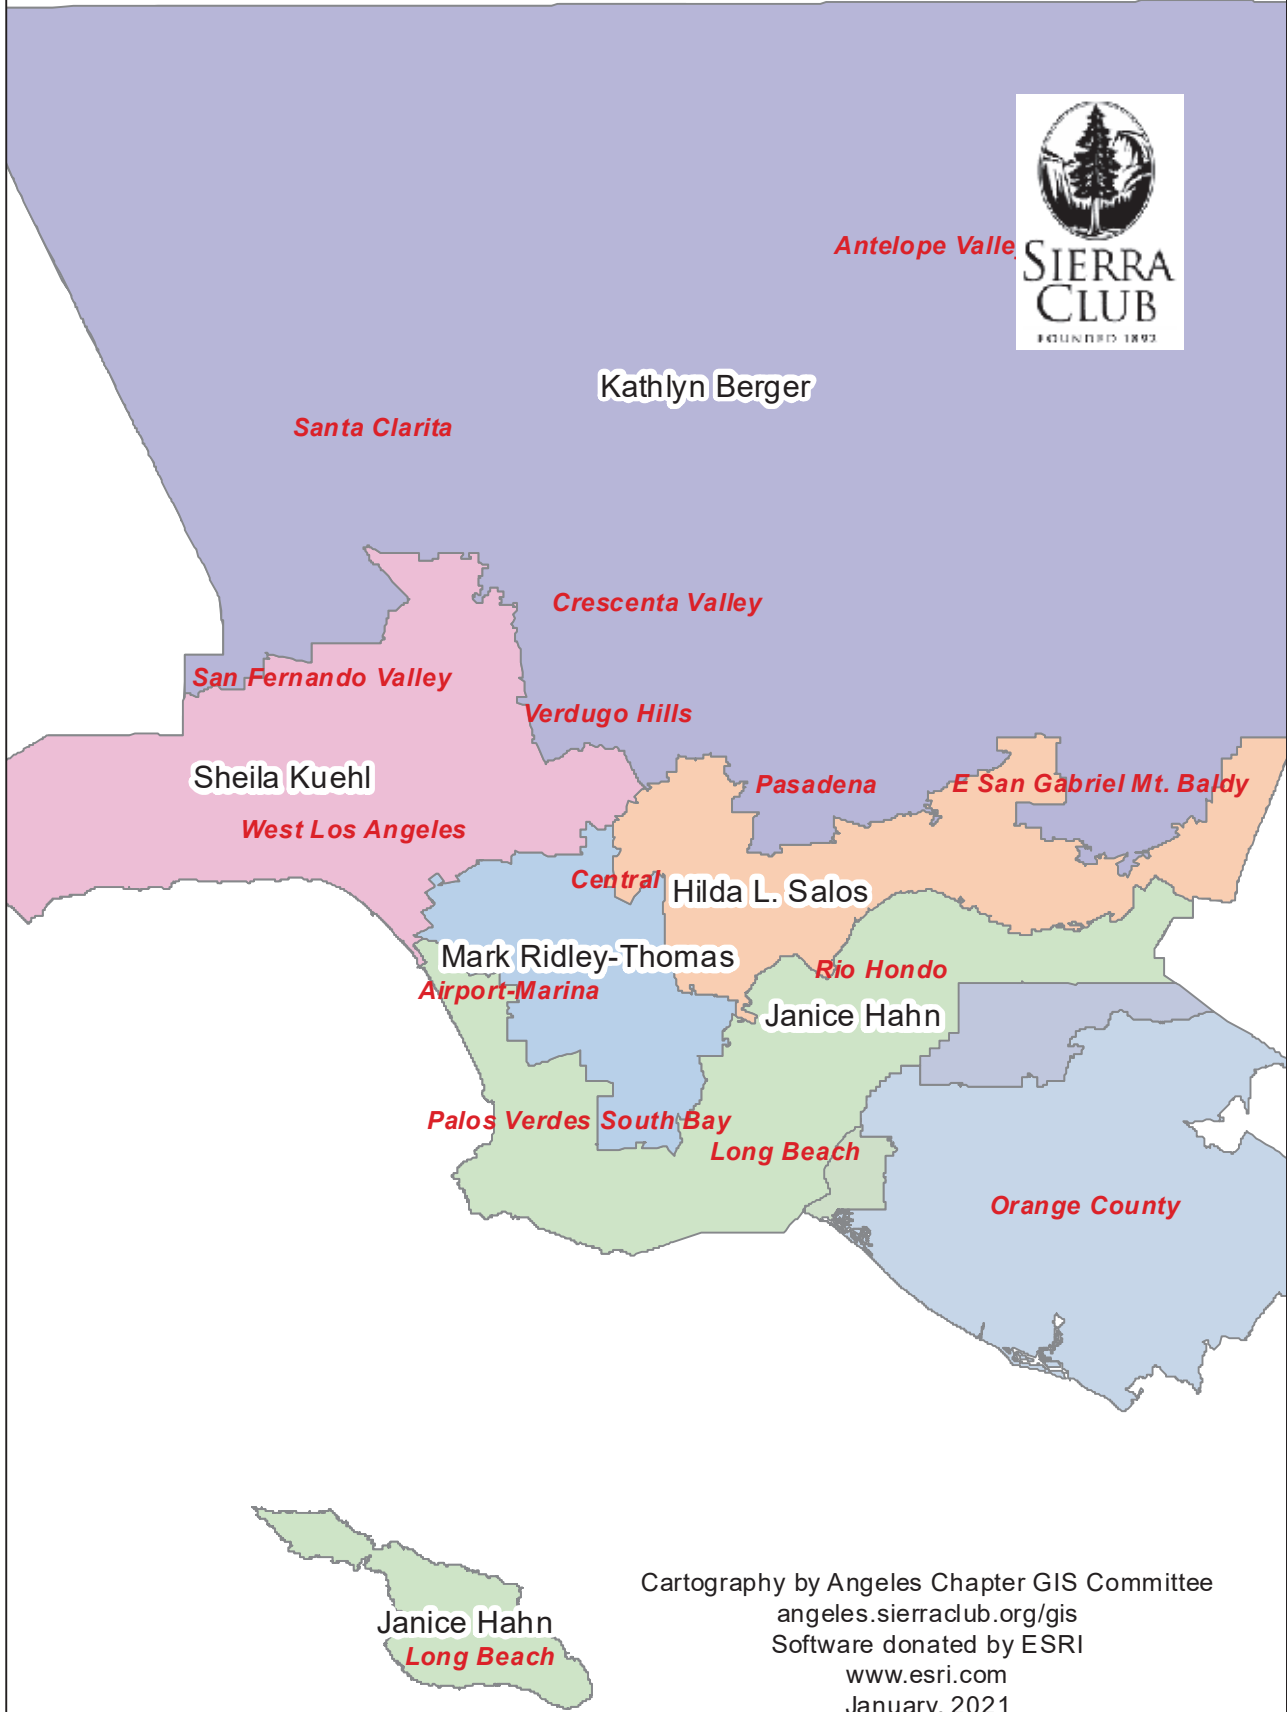 Antelope Valle
SIERRA
CLUB
FOUNDED 1892
Kathlyn Berger
Santa Clarita
Crescenta Valley
San Fernando Valley
Verdugo Hills
Sheila Kuehl
Pasadena
E San Gabriel Mt. Baldy
West Los Angeles
Central
Hilda L. Salos
Mark Ridley-Thomas
Rio Hondo
Airport-Marina
Janice Hahn
Palos Verdes South Bay
Long Beach
Orange County
Janice Hahn
Long Beach
Cartography by Angeles Chapter GIS Committee
angeles.sierraclub.org/gis
Software donated by ESRI
www.esri.com
January, 2021